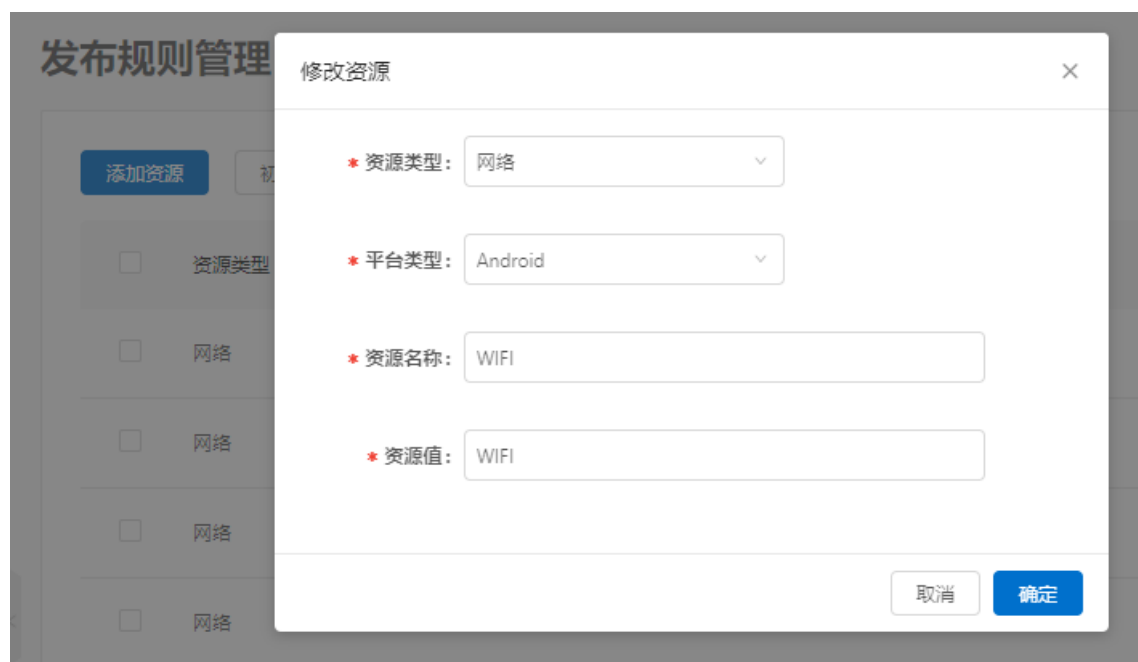 发布规则管理
修改资源
添加资源
初
* 资源类型:
网络
资源类型
* 平台类型:
Android
网络
* 资源名称:
WIFI
网络
* 资源值:
WIFI
网络
取消
确定
网络